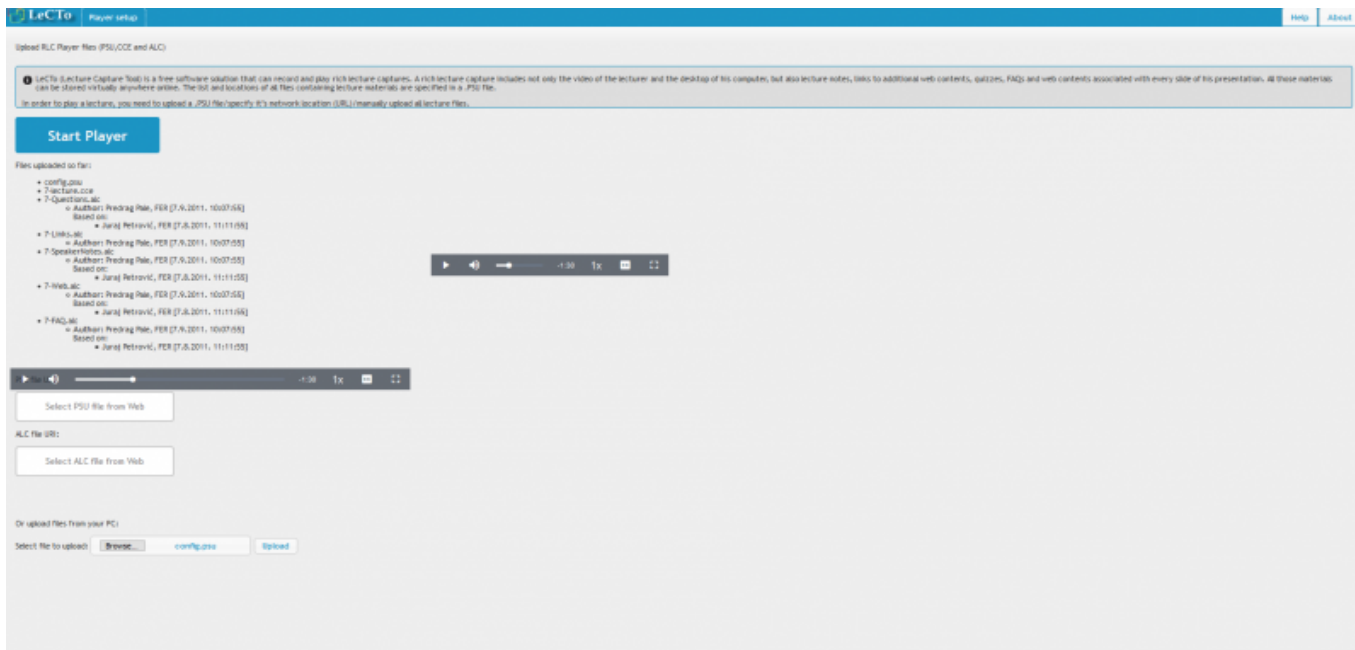 LeCTo Player setup Help About
Upload RLC Player files (PSU,CCE and ALC)
LeCTo (Lecture Capture Tool) is a free software solution that can record and play rich lecture captures. A rich lecture capture includes not only the video of the lecturer and the desktop of his computer, but also lecture notes, links to additional web contents, quizzes, FAQs and web contents associated with every slide of his presentation. All those materials
can be stored virtually anywhere online. The list and locations of all files containing lecture materials are specified in a .PSU file.
In order to play a lecture, you need to upload a .PSU file/specify it's network location (URL)/manually upload all lecture files.
Start Player
Files uploaded so far:
config.psu
7-lecture.cce
7-Questions.alc
Author: Predrag Pale, FER [7.9.2011. 10:07:55]
Based on:
Juraj Petrović, FER [7.8.2011. 11:11:55]
7-Links.alc
Author: Predrag Pale, FER [7.9.2011. 10:07:55]
7-SpeakerNotes.alc
Author: Predrag Pale, FER [7.9.2011. 10:07:55]
Based on:
Juraj Petrović, FER [7.8.2011. 11:11:55]
-1:30 1x
7-Web.alc
Author: Predrag Pale, FER [7.9.2011. 10:07:55]
Based on:
Juraj Petrović, FER [7.8.2011. 11:11:55]
7-FAQ.alc
Author: Predrag Pale, FER [7.9.2011. 10:07:55]
Based on:
Juraj Petrović, FER [7.8.2011. 11:11:55]
-1:30 1x
Select PSU file from Web
ALC file URI:
Select ALC file from Web
Or upload files from your PC:
Select file to upload: Browse... config.psu Upload